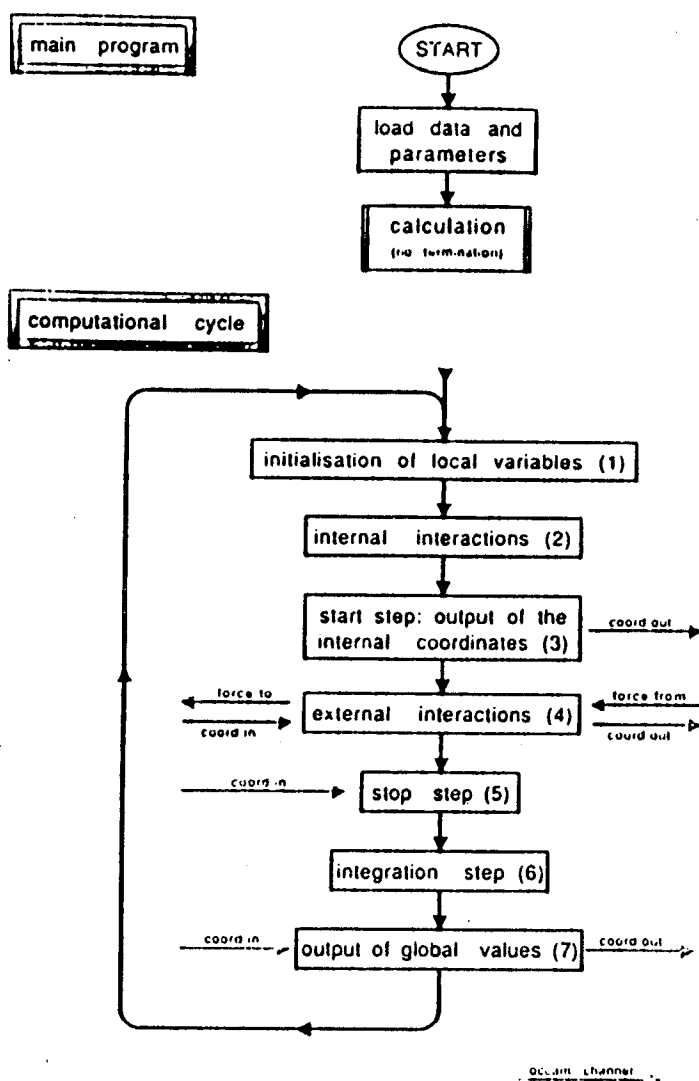 main program
START
load data and
parameters
calculation
(no termination)
computational cycle
initialisation of local variables (1)
internal interactions (2)
start step: output of the
internal coordinates (3)
coord out
force to
coord in
external interactions (4)
force from
coord out
coord in
stop step (5)
integration step (6)
coord in
output of global values (7)
coord out
occam channel